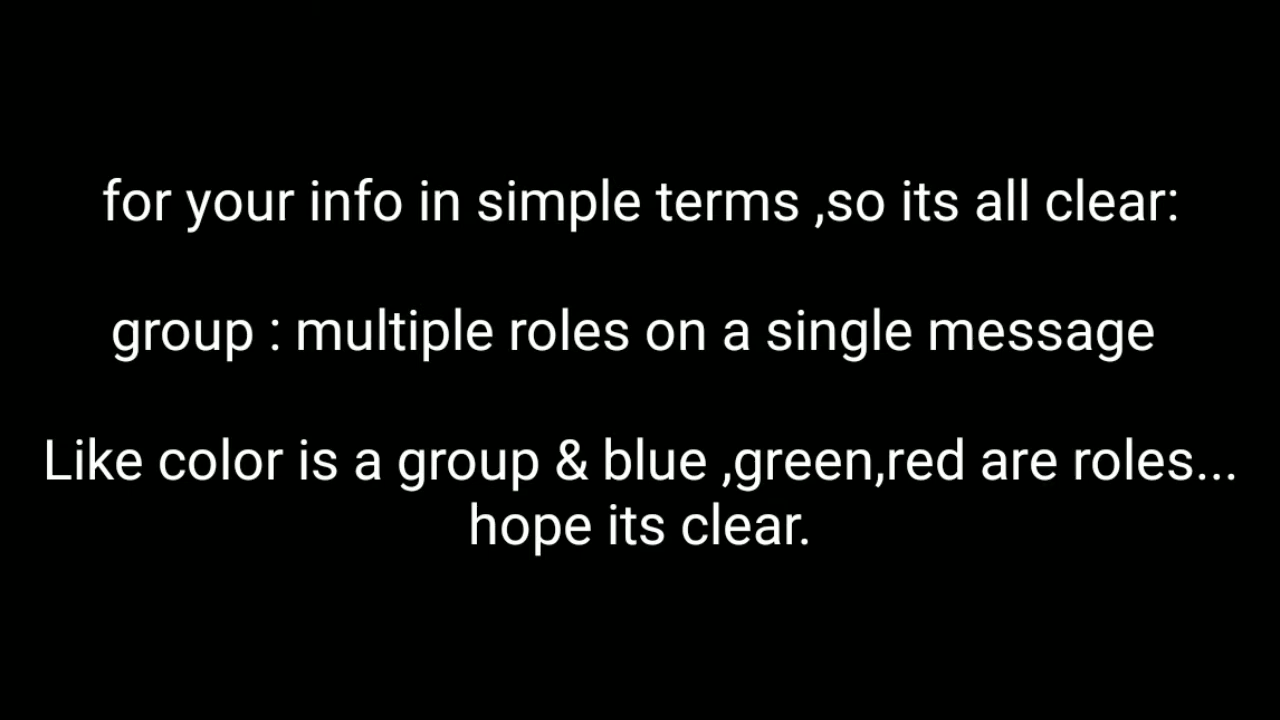 for your info in simple terms ,so its all clear:
group : multiple roles on a single message
Like color is a group & blue ,green,red are roles...
hope its clear.